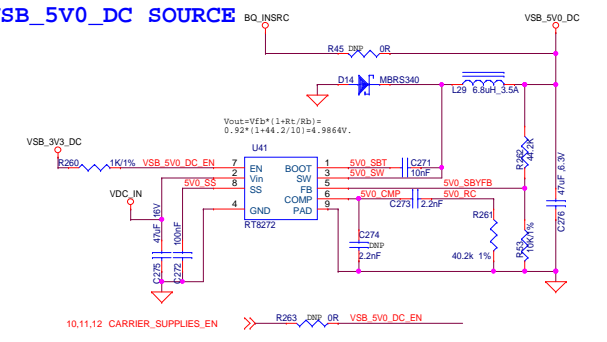 VSB_5V0_DC SOURCE
BQ_INSRC
VSB_5V0_DC
R45 DNP 0R
D14 MBRS340
L29 6.8uH_3.5A
Vout=Vfb*(1+Rt/Rb)=
0.92*(1+44.2/10)=4.9864V.
VSB_3V3_DC
R260 1K/1% VSB_5V0_DC_EN
U41
7 EN BOOT 1 5V0_SBT C271
2 Vin SW 3 5V0_SW 10nF
8 SS FB 5 5V0_SBYFB
COMP 6 5V0_CMP C273 2.2nF 5V0_RC
4 GND PAD 9
RT8272
5V0_SS
VDC_IN
R262 44.2K
47uF_6.3V
C276
47uF_16V
C275
100nF
C272
C274
DNP
2.2nF
R261
40.2k 1%
R53 10K/1%
10,11,12 CARRIER_SUPPLIES_EN
R263 DNP 0R VSB_5V0_DC_EN